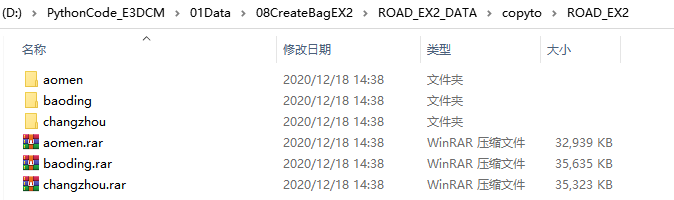 (D:) > PythonCode_E3DCM > 01Data > 08CreateBagEX2 > ROAD_EX2_DATA > copyto > ROAD_EX2
名称 修改日期 类型 大小
aomen 2020/12/18 14:38 文件夹
baoding 2020/12/18 14:38 文件夹
changzhou 2020/12/18 14:38 文件夹
aomen.rar 2020/12/18 14:38 WinRAR 压缩文件 32,939 KB
baoding.rar 2020/12/18 14:38 WinRAR 压缩文件 35,635 KB
changzhou.rar 2020/12/18 14:38 WinRAR 压缩文件 35,323 KB